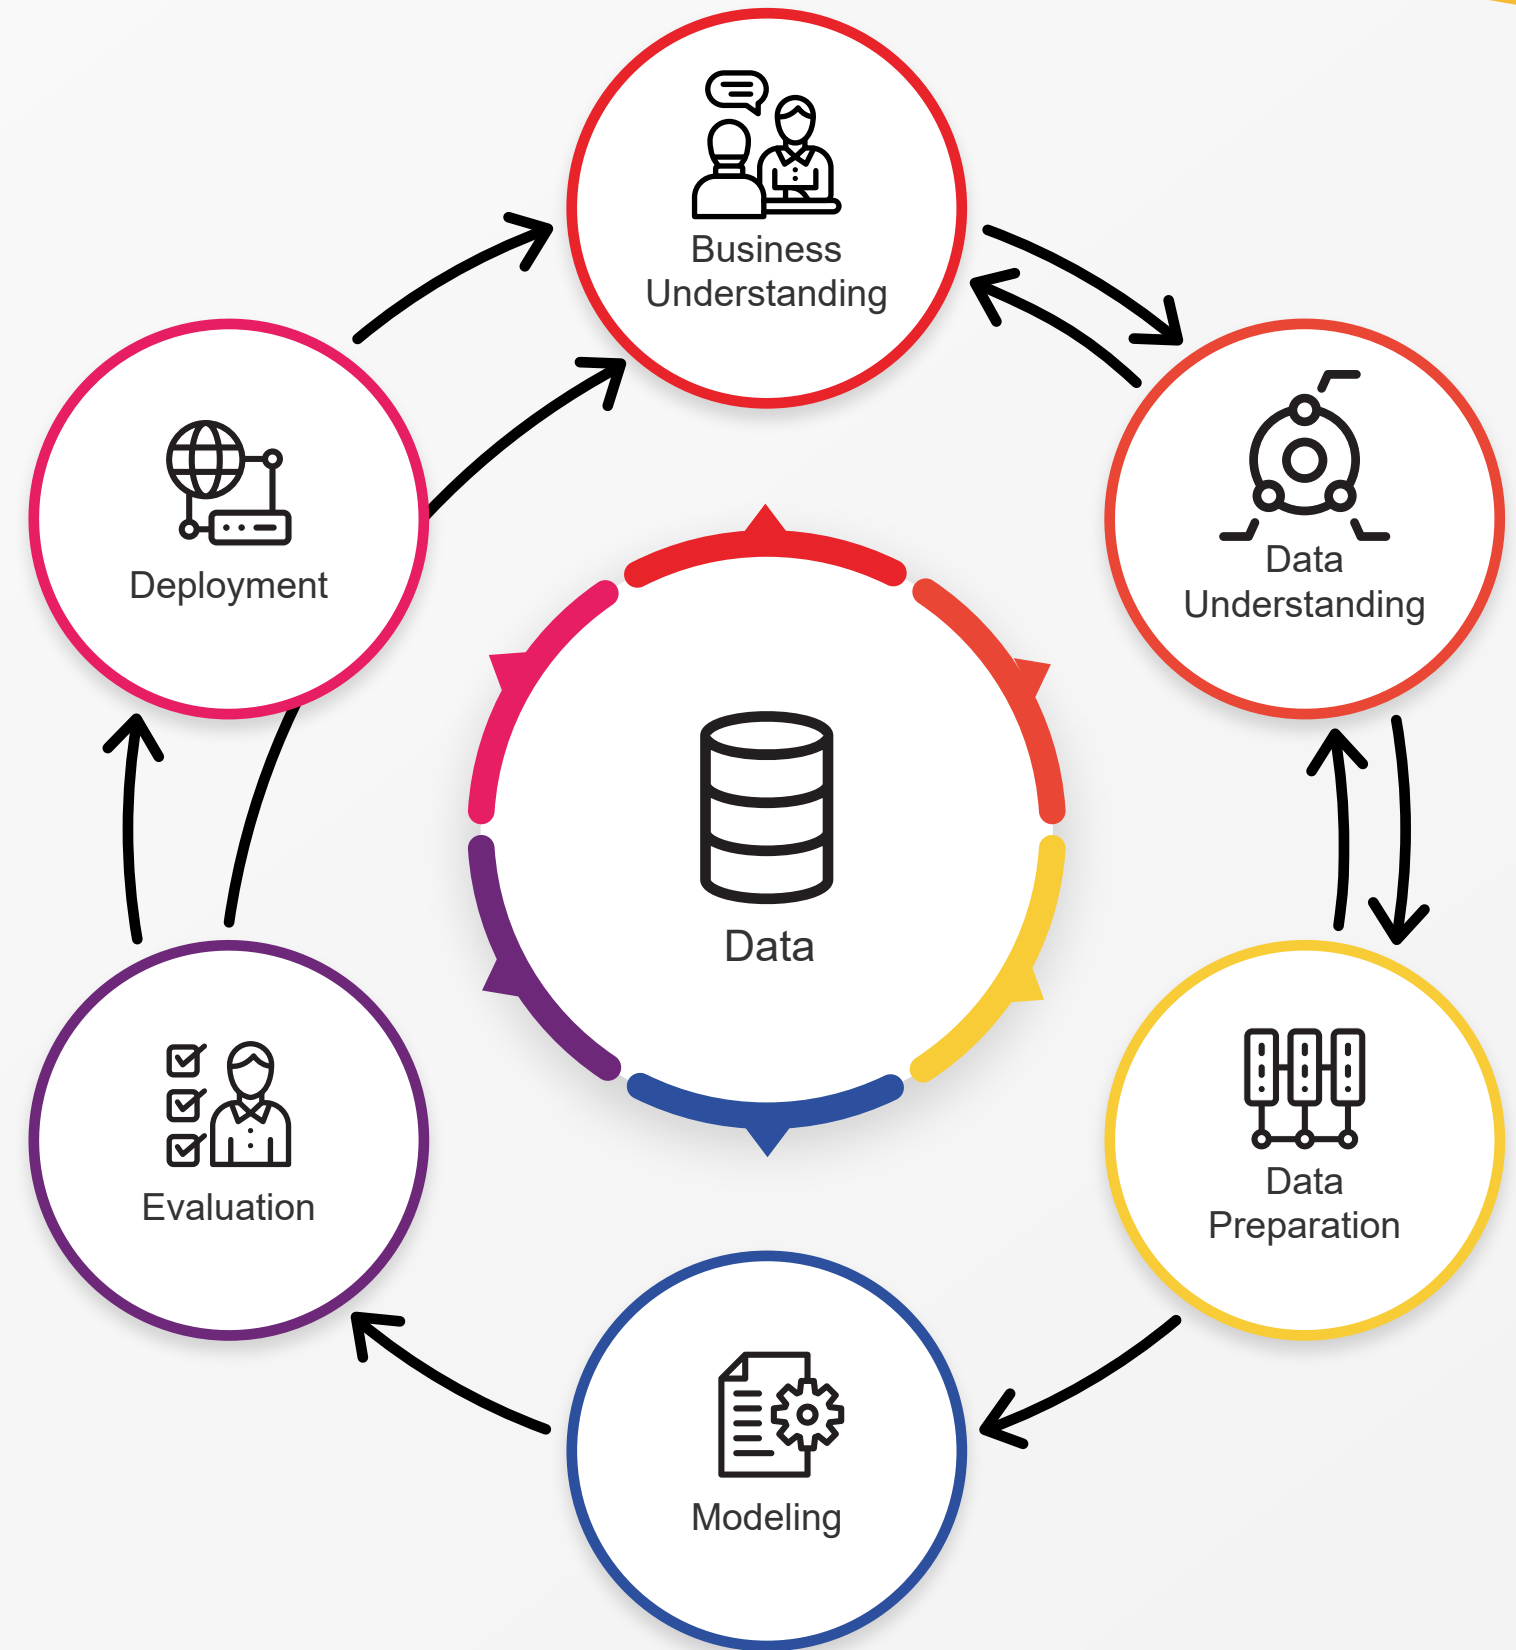 Business
Understanding
Data
Understanding
Deployment
Data
Data
Preparation
Evaluation
Modeling